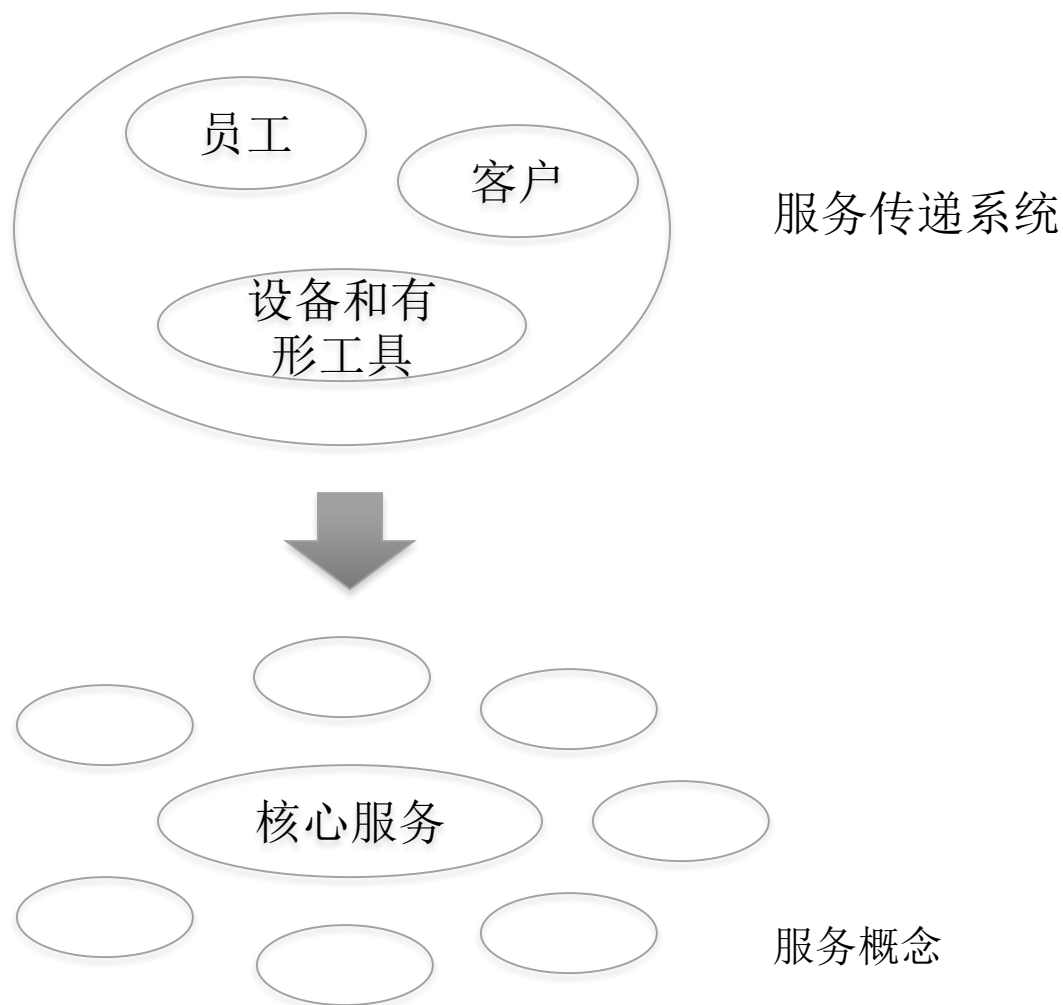 员工
客户
服务传递系统
设备和有
形工具
核心服务
服务概念